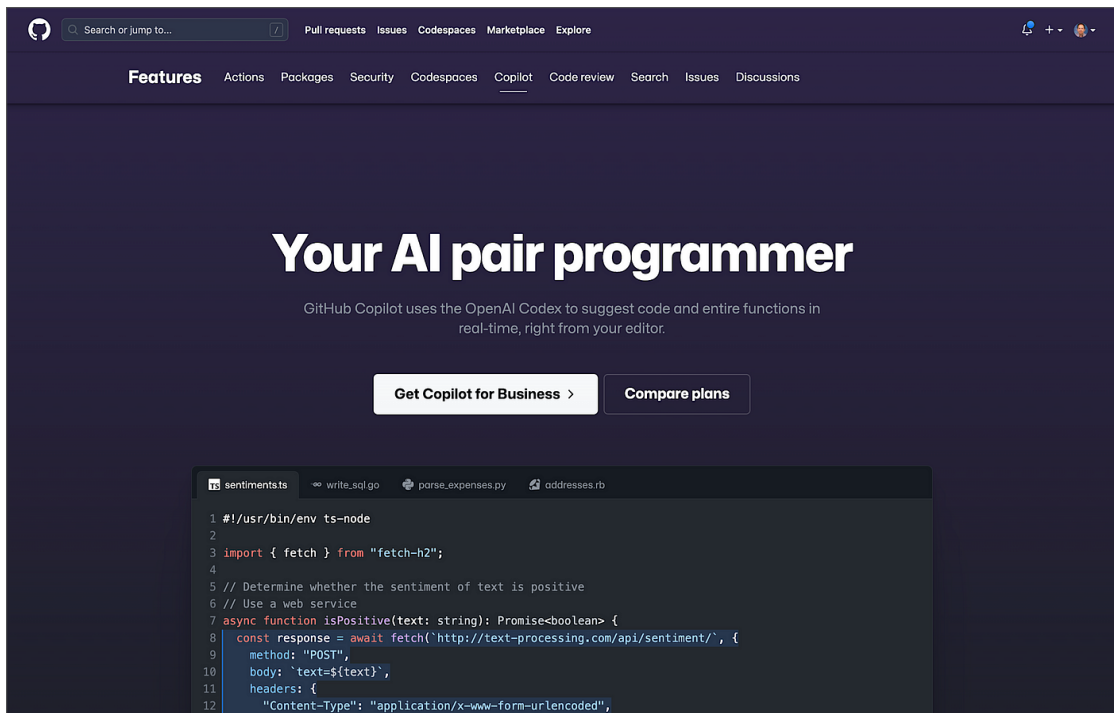 Search or jump to... /
Pull requests Issues Codespaces Marketplace Explore
Features Actions Packages Security Codespaces Copilot Code review Search Issues Discussions
Your AI pair programmer
GitHub Copilot uses the OpenAI Codex to suggest code and entire functions in
real-time, right from your editor.
Get Copilot for Business >
Compare plans
TS sentiments.ts write_sql.go parse_expenses.py addresses.rb
1 #!/usr/bin/env ts-node
2
3 import { fetch } from "fetch-h2";
4
5 // Determine whether the sentiment of text is positive
6 // Use a web service
7 async function isPositive(text: string): Promise<boolean> {
8 const response = await fetch(`http://text-processing.com/api/sentiment/`, {
9 method: "POST",
10 body: `text=${text}`,
11 headers: {
12 "Content-Type": "application/x-www-form-urlencoded",